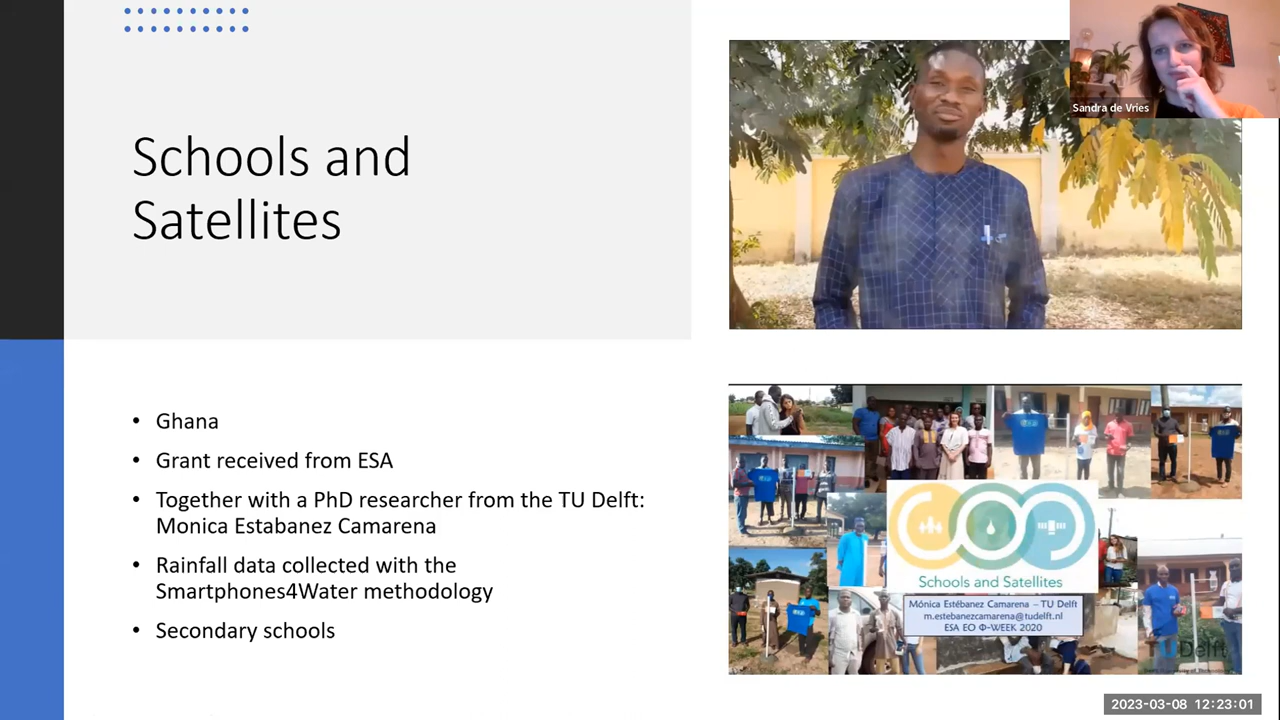 Schools and
Satellites
Sandra de Vries
• Ghana
• Grant received from ESA
• Together with a PhD researcher from the TU Delft:
Monica Estabanez Camarena
• Rainfall data collected with the
Smartphones4Water methodology
• Secondary schools
Schools and Satellites
Mónica Estébanez Camarena – TU Delft
m.estebanezcamarena@tudelft.nl
ESA EO Φ-WEEK 2020
TUDelft
2023-03-08 12:23:01